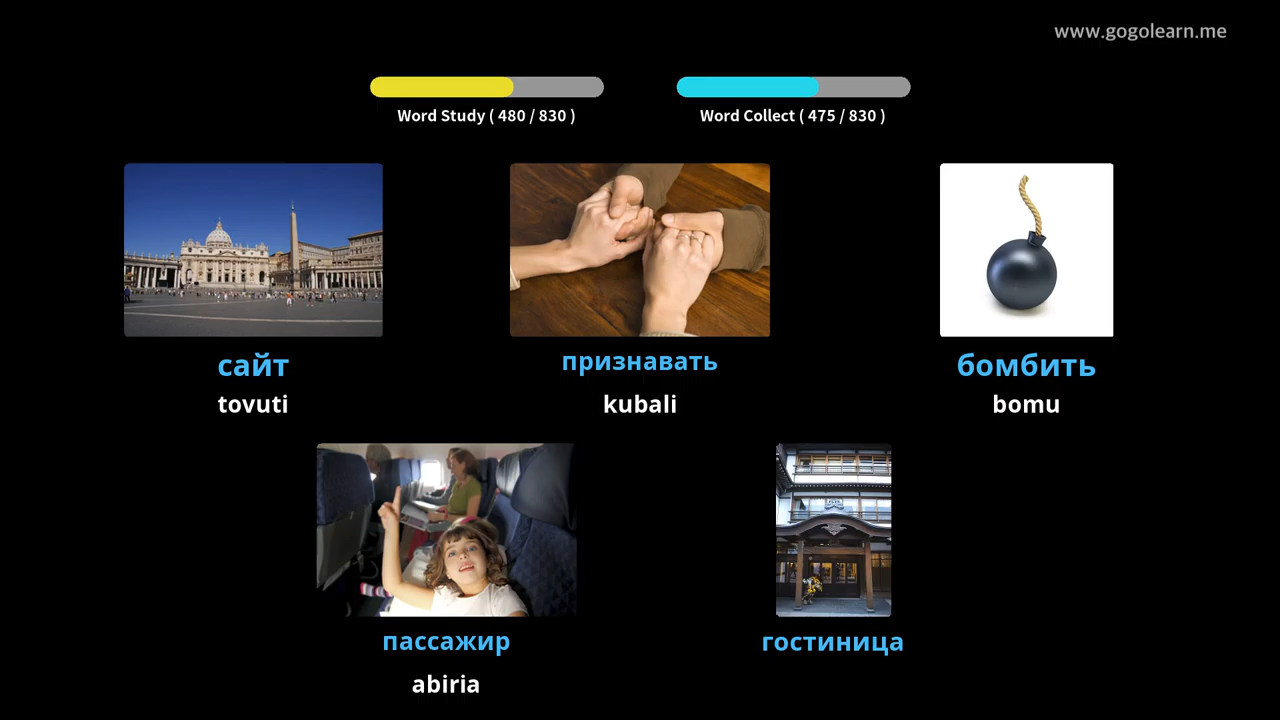 www.gogolearn.me
Word Study ( 480 / 830 )
Word Collect ( 475 / 830 )
сайт
признавать
бомбить
tovuti
kubali
bomu
пассажир
гостиница
abiria